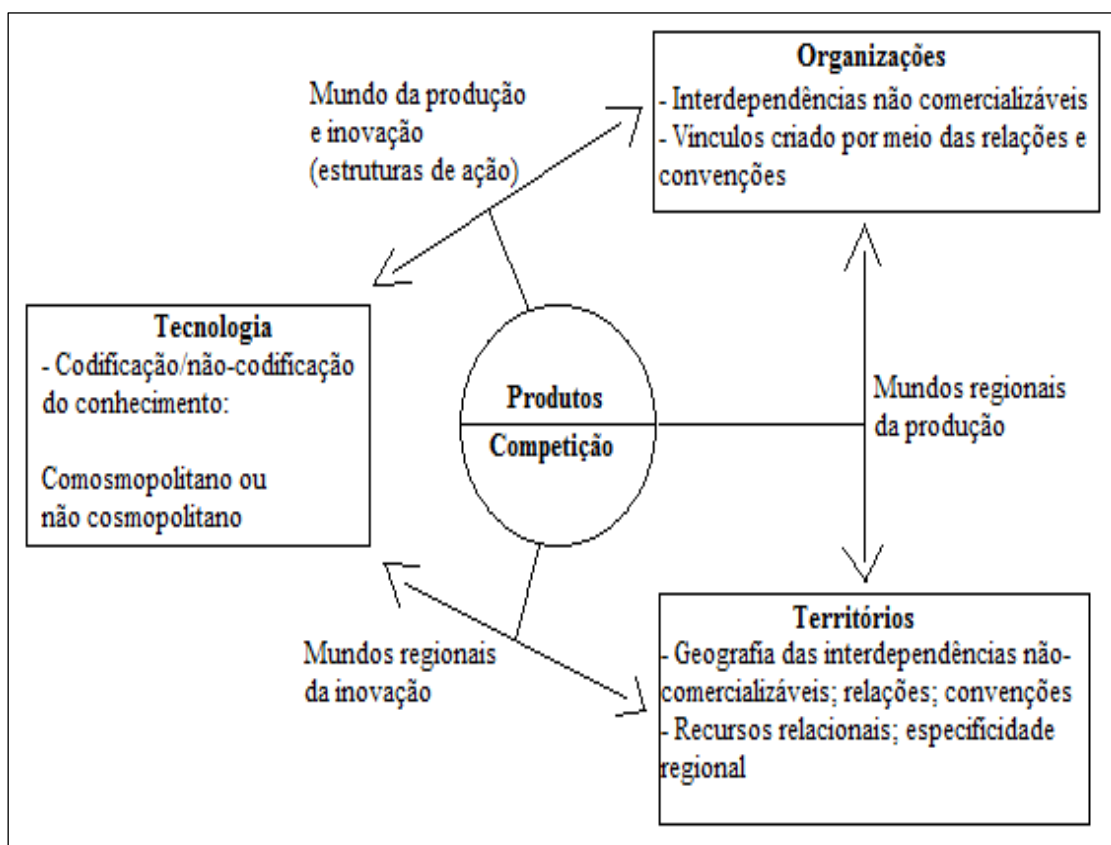 Mundo da produção
e inovação
(estruturas de ação)
Organizações
- Interdependências não comercializáveis
- Vínculos criado por meio das relações e
convenções
Tecnologia
- Codificação/não-codificação
do conhecimento:
Comosmopolitano ou
não cosmopolitano
Produtos
Competição
Mundos regionais
da produção
Mundos regionais
da inovação
Territórios
- Geografia das interdependências não-
comercializáveis; relações; convenções
- Recursos relacionais; especificidade
regional